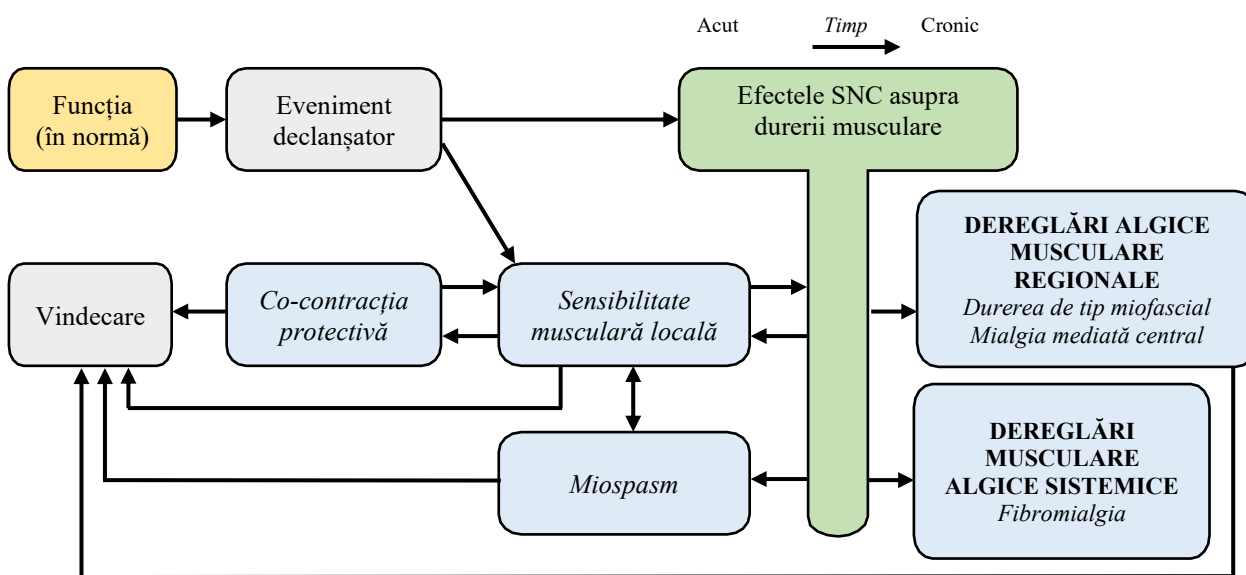 Acut
Timp
Cronic
Funcția
(în normă)
Eveniment
declanșator
Efectele SNC asupra
durerii musculare
Vindecare
Co-contracția
protectivă
Sensibilitate
musculară locală
DEREGLĂRI ALGICE
MUSCULARE
REGIONALE
Durerea de tip miofascial
Mialgia mediată central
Miospasm
DEREGLĂRI
MUSCULARE
ALGICE SISTEMICE
Fibromialgia